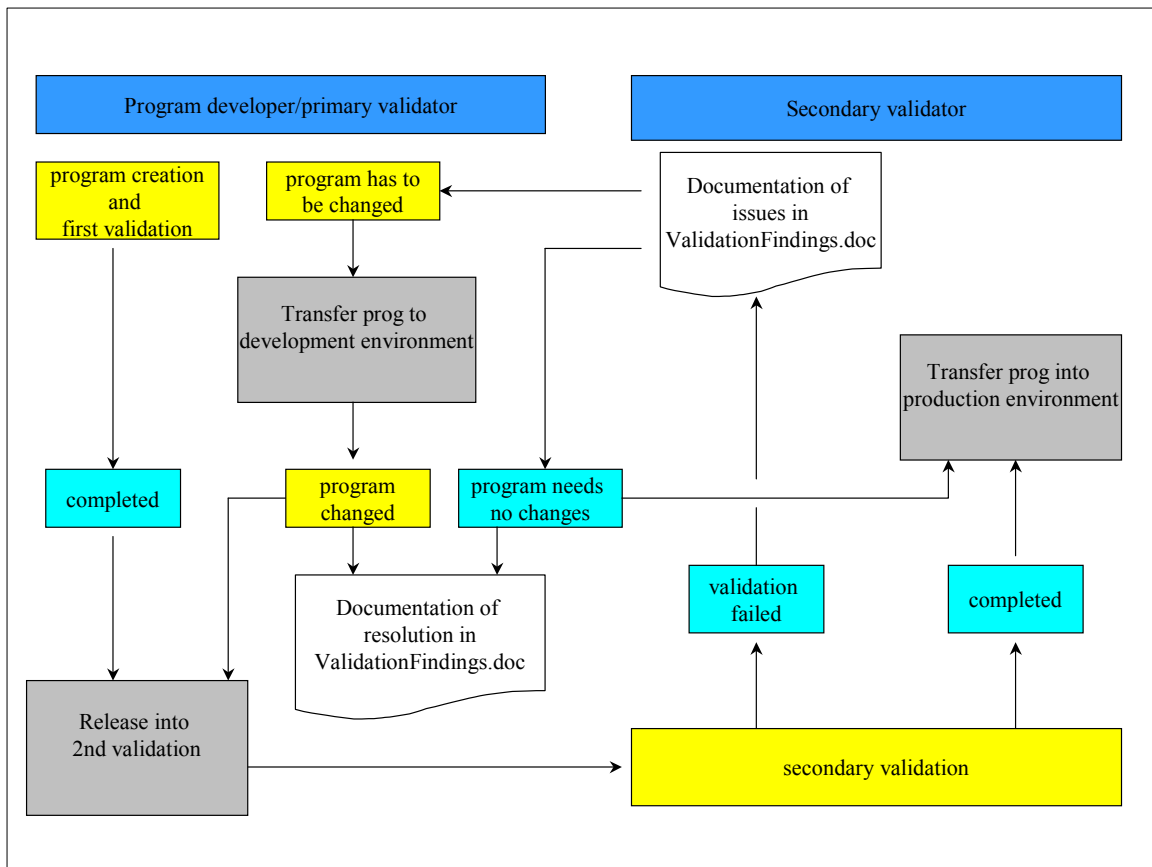 Program developer/primary validator
Secondary validator
program creation
and
first validation
program has to
be changed
Documentation of
issues in
ValidationFindings.doc
Transfer prog to
development environment
Transfer prog into
production environment
completed
program
changed
program needs
no changes
validation
failed
completed
Documentation of
resolution in
ValidationFindings.doc
Release into
2nd validation
secondary validation